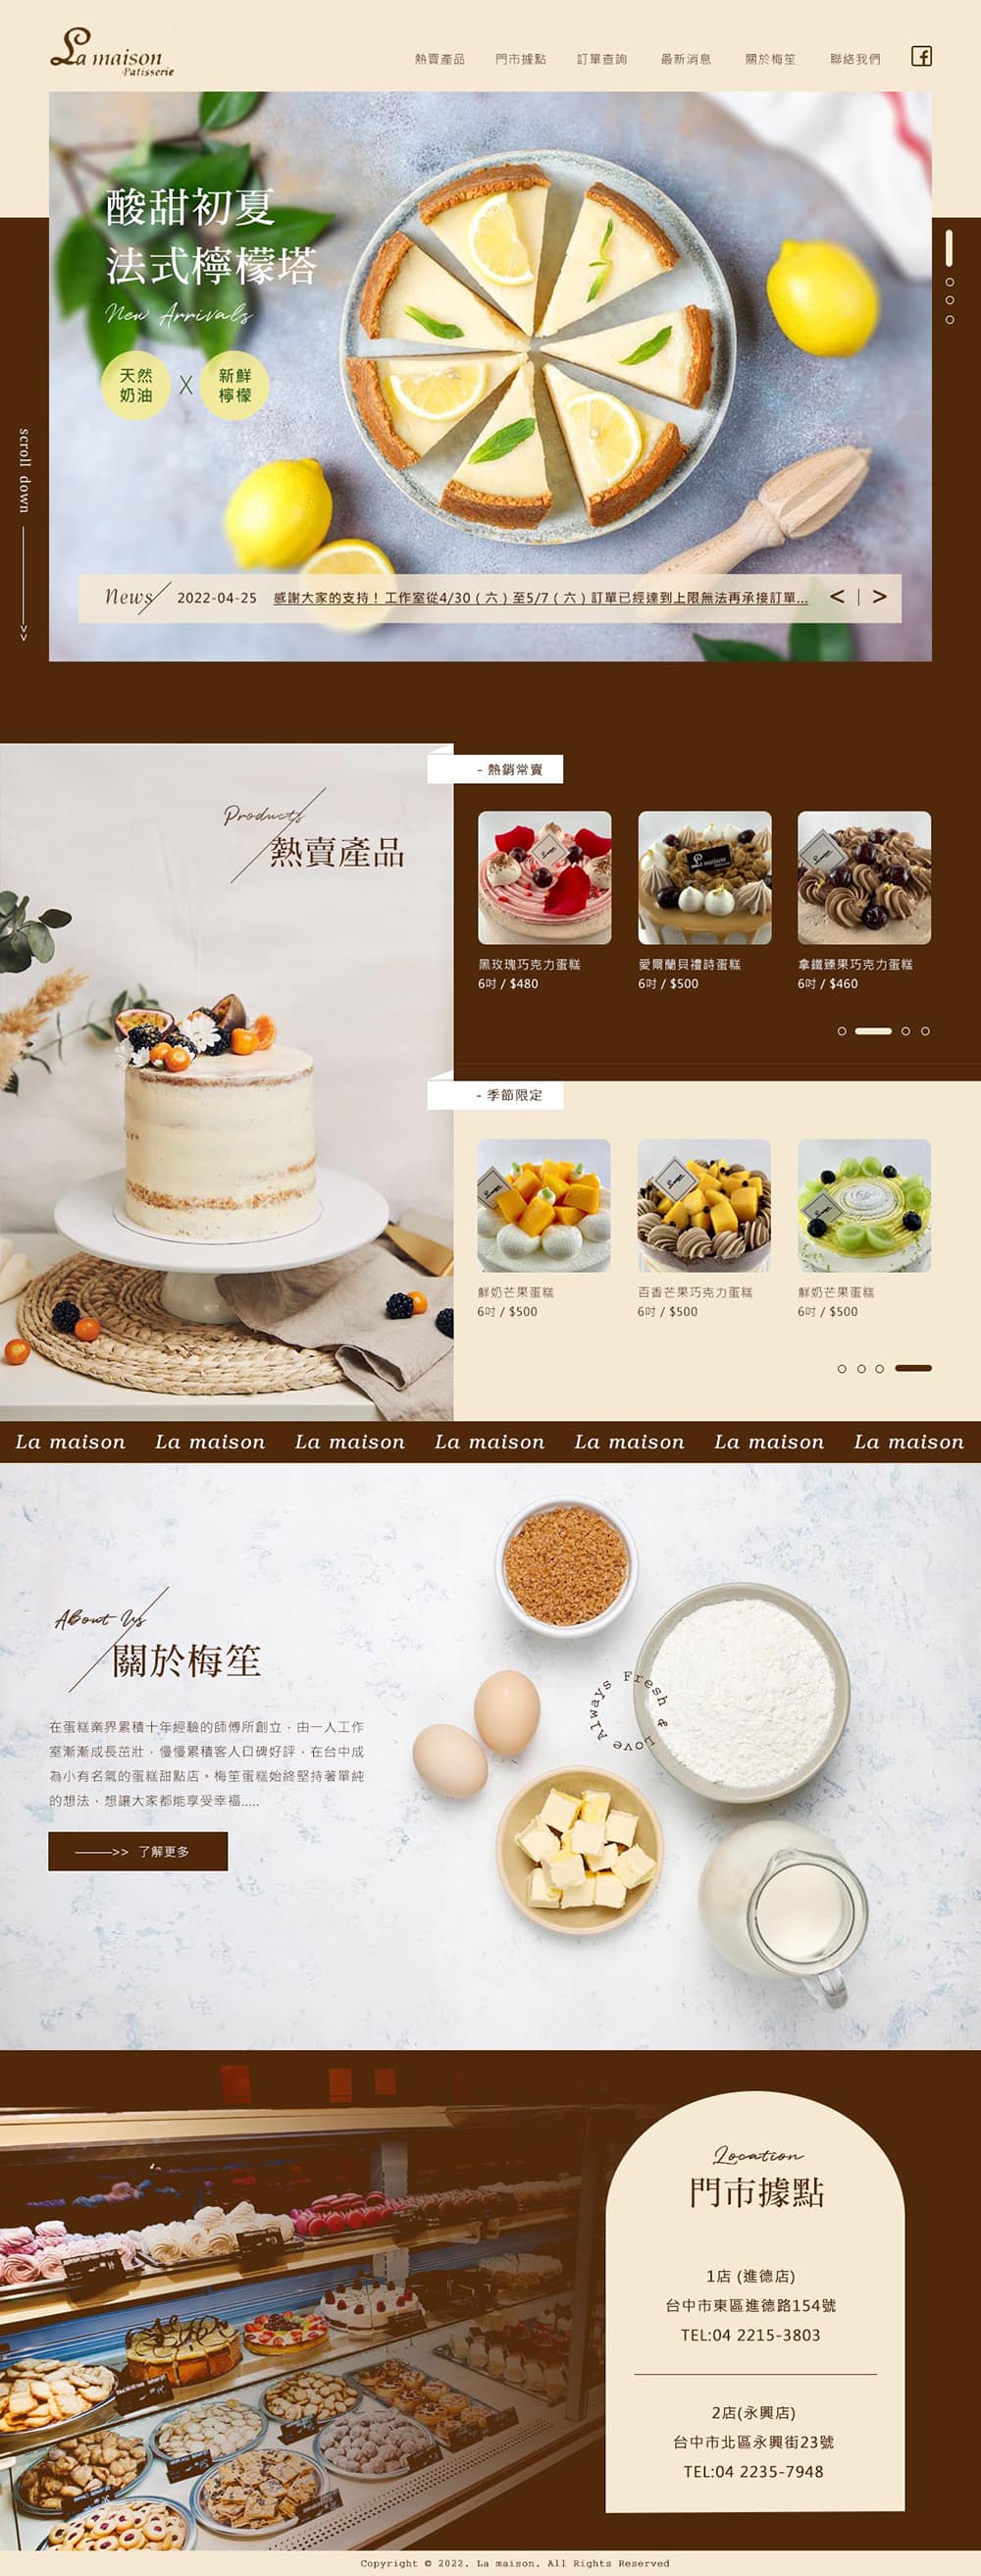 La maison
Patisserie
熱賣產品
門市據點
訂單查詢
最新消息
關於梅笙
聯絡我們
酸甜初夏
法式檸檬塔
New Arrivals
天然
奶油
X
新鮮
檸檬
scroll down
>>
News
2022-04-25
感謝大家的支持！工作室從4/30 ( 六 ) 至5/7 ( 六 ) 訂單已經達到上限無法再承接訂單...
< | >
Products
熱賣產品
- 熱銷常賣
黑玫瑰巧克力蛋糕
6吋 / $480
愛爾蘭貝禮詩蛋糕
6吋 / $500
拿鐵臻果巧克力蛋糕
6吋 / $460
- 季節限定
鮮奶芒果蛋糕
6吋 / $500
百香芒果巧克力蛋糕
6吋 / $500
鮮奶芒果蛋糕
6吋 / $500
La maison La maison La maison La maison La maison La maison La maison
About Us
關於梅笙
在蛋糕業界累積十年經驗的師傅所創立，由一人工作
室漸漸成長茁壯，慢慢累積客人口碑好評，在台中成
為小有名氣的蛋糕甜點店。梅笙蛋糕始終堅持著單純
的想法，想讓大家都能享受幸福.....
>> 了解更多
Always Fresh & Love
Location
門市據點
1店 (進德店)
台中市東區進德路154號
TEL:04 2215-3803
2店(永興店)
台中市北區永興街23號
TEL:04 2235-7948
Copyright © 2022. La maison. All Rights Reserved